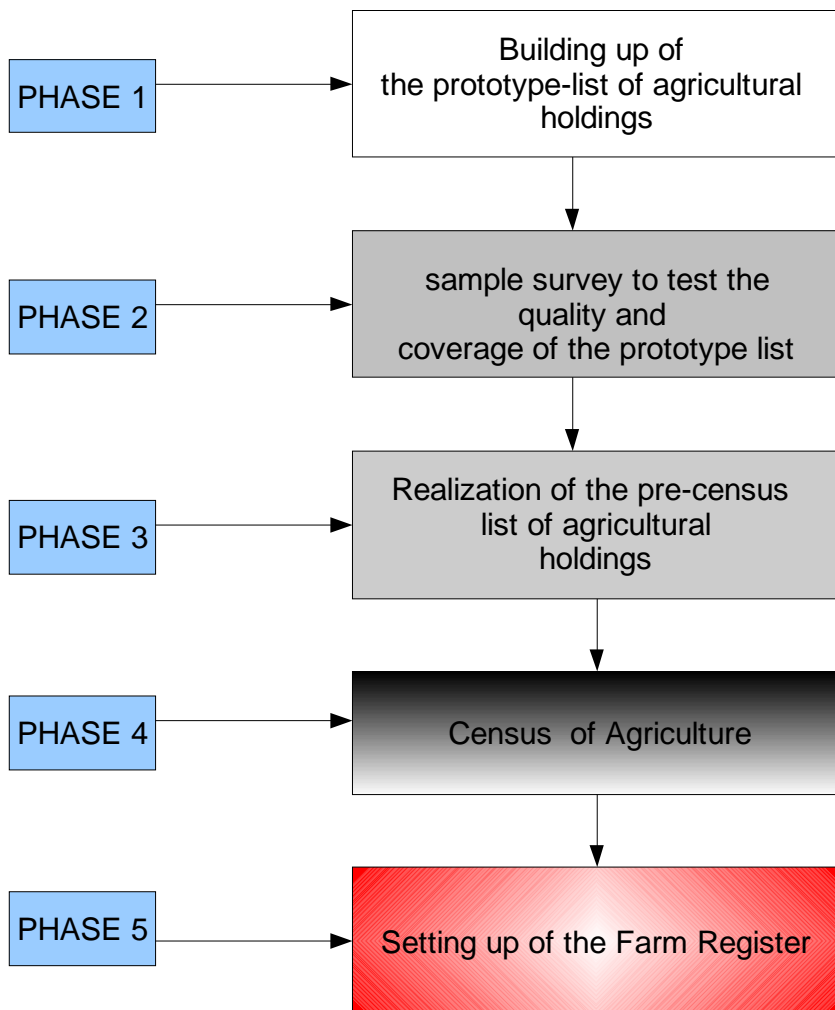 PHASE 1
Building up of
the prototype-list of agricultural
holdings
PHASE 2
sample survey to test the
quality and
coverage of the prototype list
PHASE 3
Realization of the pre-census
list of agricultural
holdings
PHASE 4
Census of Agriculture
PHASE 5
Setting up of the Farm Register